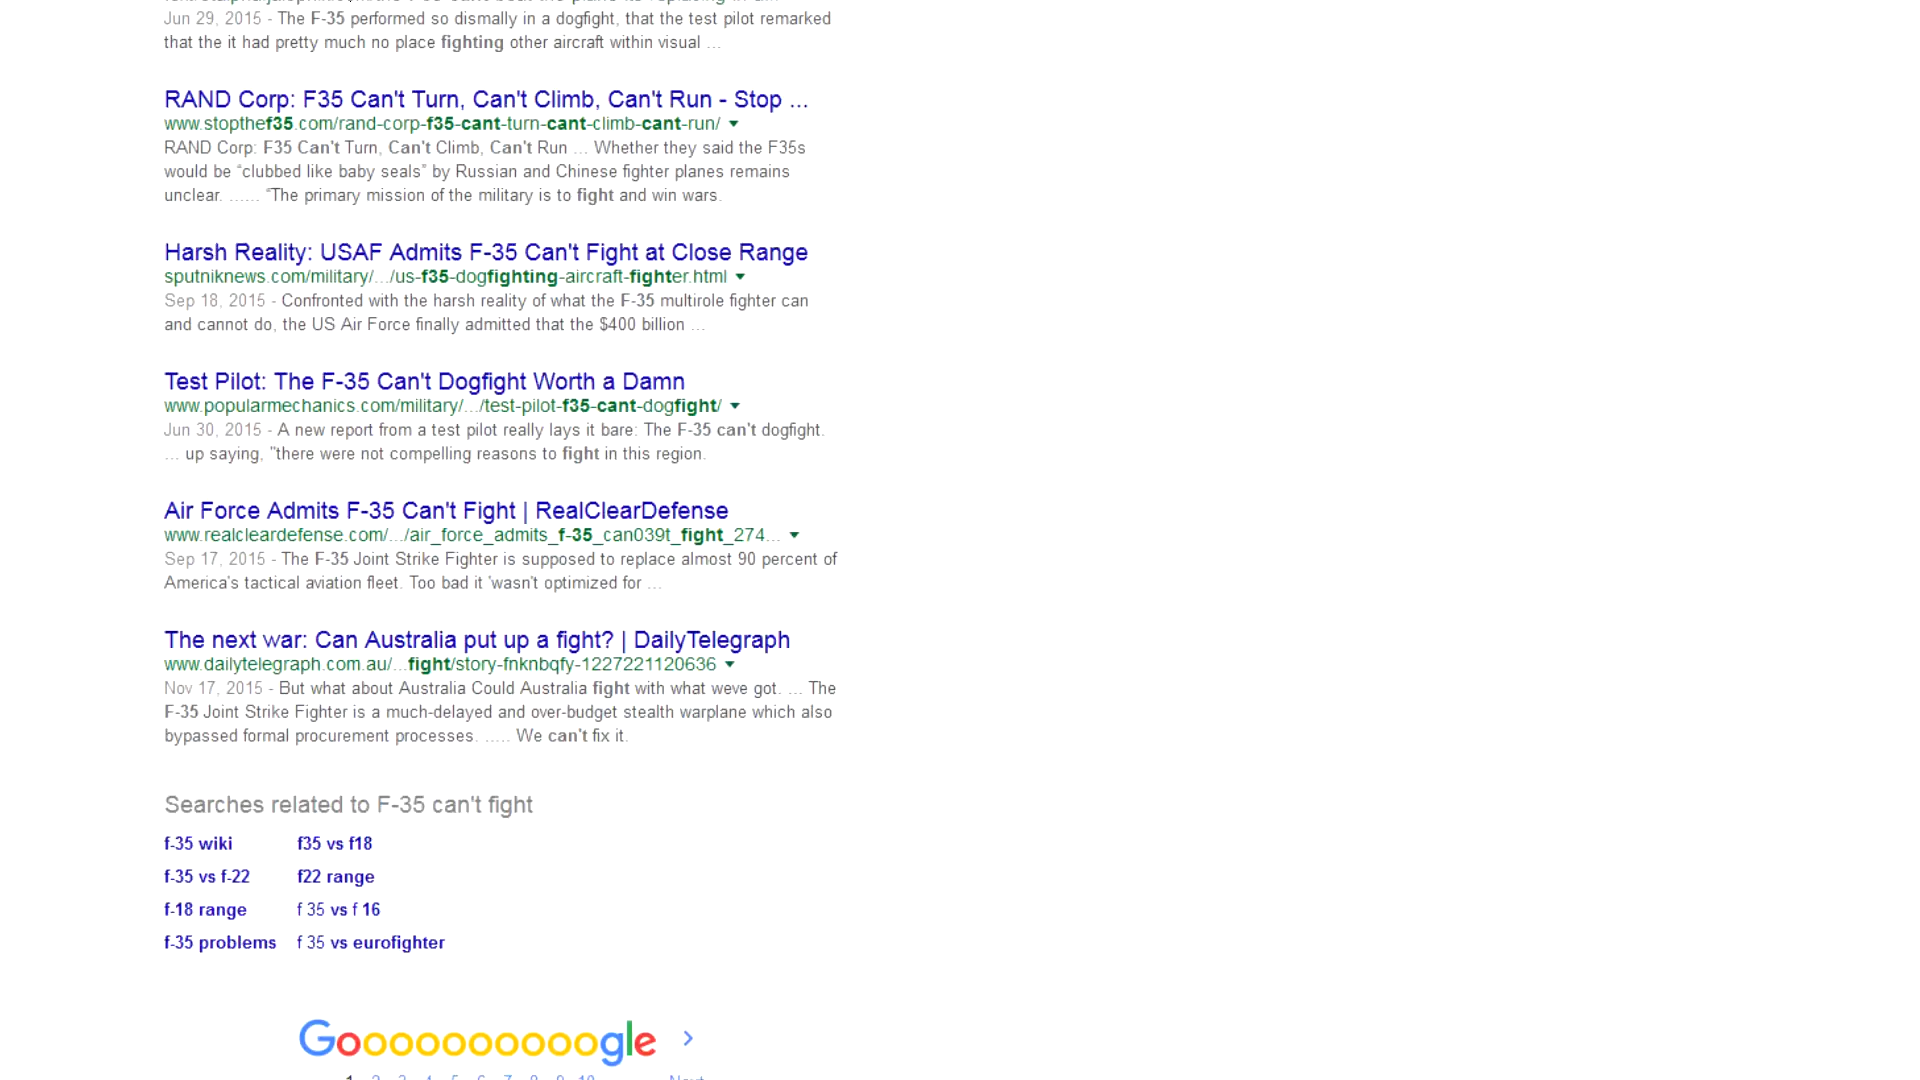 Jun 29, 2015 - The F-35 performed so dismally in a dogfight, that the test pilot remarked
that the it had pretty much no place fighting other aircraft within visual ...
RAND Corp: F35 Can't Turn, Can't Climb, Can't Run - Stop ...
www.stopthef35.com/rand-corp-f35-cant-turn-cant-climb-cant-run/
RAND Corp: F35 Can't Turn, Can't Climb, Can't Run ... Whether they said the F35s
would be “clubbed like baby seals” by Russian and Chinese fighter planes remains
unclear. ...... “The primary mission of the military is to fight and win wars.
Harsh Reality: USAF Admits F-35 Can't Fight at Close Range
sputniknews.com/military/.../us-f35-dogfighting-aircraft-fighter.html
Sep 18, 2015 - Confronted with the harsh reality of what the F-35 multirole fighter can
and cannot do, the US Air Force finally admitted that the $400 billion ...
Test Pilot: The F-35 Can't Dogfight Worth a Damn
www.popularmechanics.com/military/.../test-pilot-f35-cant-dogfight/
Jun 30, 2015 - A new report from a test pilot really lays it bare: The F-35 can't dogfight.
... up saying, "there were not compelling reasons to fight in this region.
Air Force Admits F-35 Can't Fight | RealClearDefense
www.realcleardefense.com/.../air_force_admits_f-35_can039t_fight_274...
Sep 17, 2015 - The F-35 Joint Strike Fighter is supposed to replace almost 90 percent of
America's tactical aviation fleet. Too bad it 'wasn't optimized for ...
The next war: Can Australia put up a fight? | DailyTelegraph
www.dailytelegraph.com.au/...fight/story-fnknbqfy-1227221120636
Nov 17, 2015 - But what about Australia Could Australia fight with what weve got. ... The
F-35 Joint Strike Fighter is a much-delayed and over-budget stealth warplane which also
bypassed formal procurement processes. ..... We can't fix it.
Searches related to F-35 can't fight
f-35 wiki f35 vs f18
f-35 vs f-22 f22 range
f-18 range f 35 vs f 16
f-35 problems f 35 vs eurofighter
Goooooooooogle >
1 2 3 4 5 6 7 8 9 10 Next